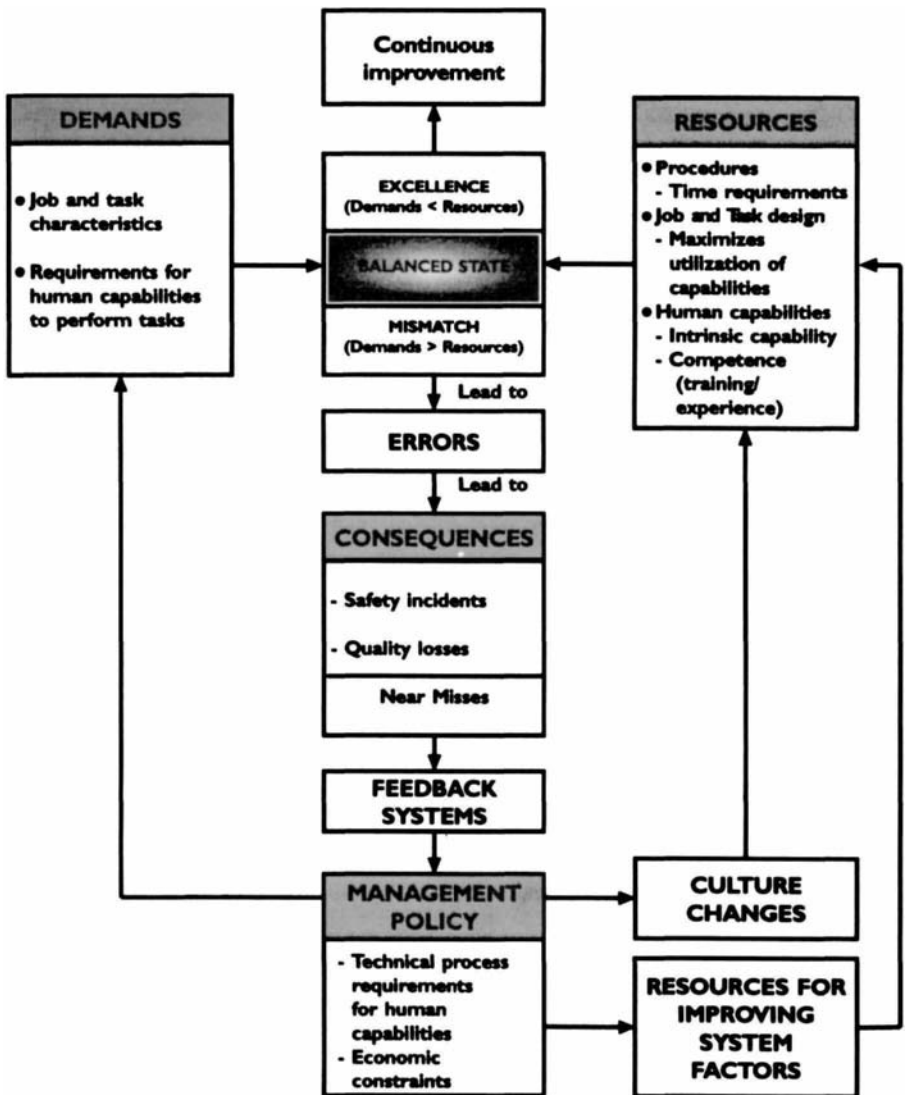 Continuous
improvement
DEMANDS
● Job and task
characteristics
● Requirements for
human capabilities
to perform tasks
EXCELLENCE
(Demands < Resources)
BALANCED STATE
MISMATCH
(Demands > Resources)
RESOURCES
● Procedures
- Time requirements
● Job and Task design
- Maximizes
utilization of
capabilities
● Human capabilities
- Intrinsic capability
- Competence
(training/
experience)
Lead to
ERRORS
Lead to
CONSEQUENCES
- Safety incidents
- Quality losses
Near Misses
FEEDBACK
SYSTEMS
MANAGEMENT
POLICY
- Technical process
requirements
for human
capabilities
- Economic
constraints
CULTURE
CHANGES
RESOURCES FOR
IMPROVING
SYSTEM
FACTORS